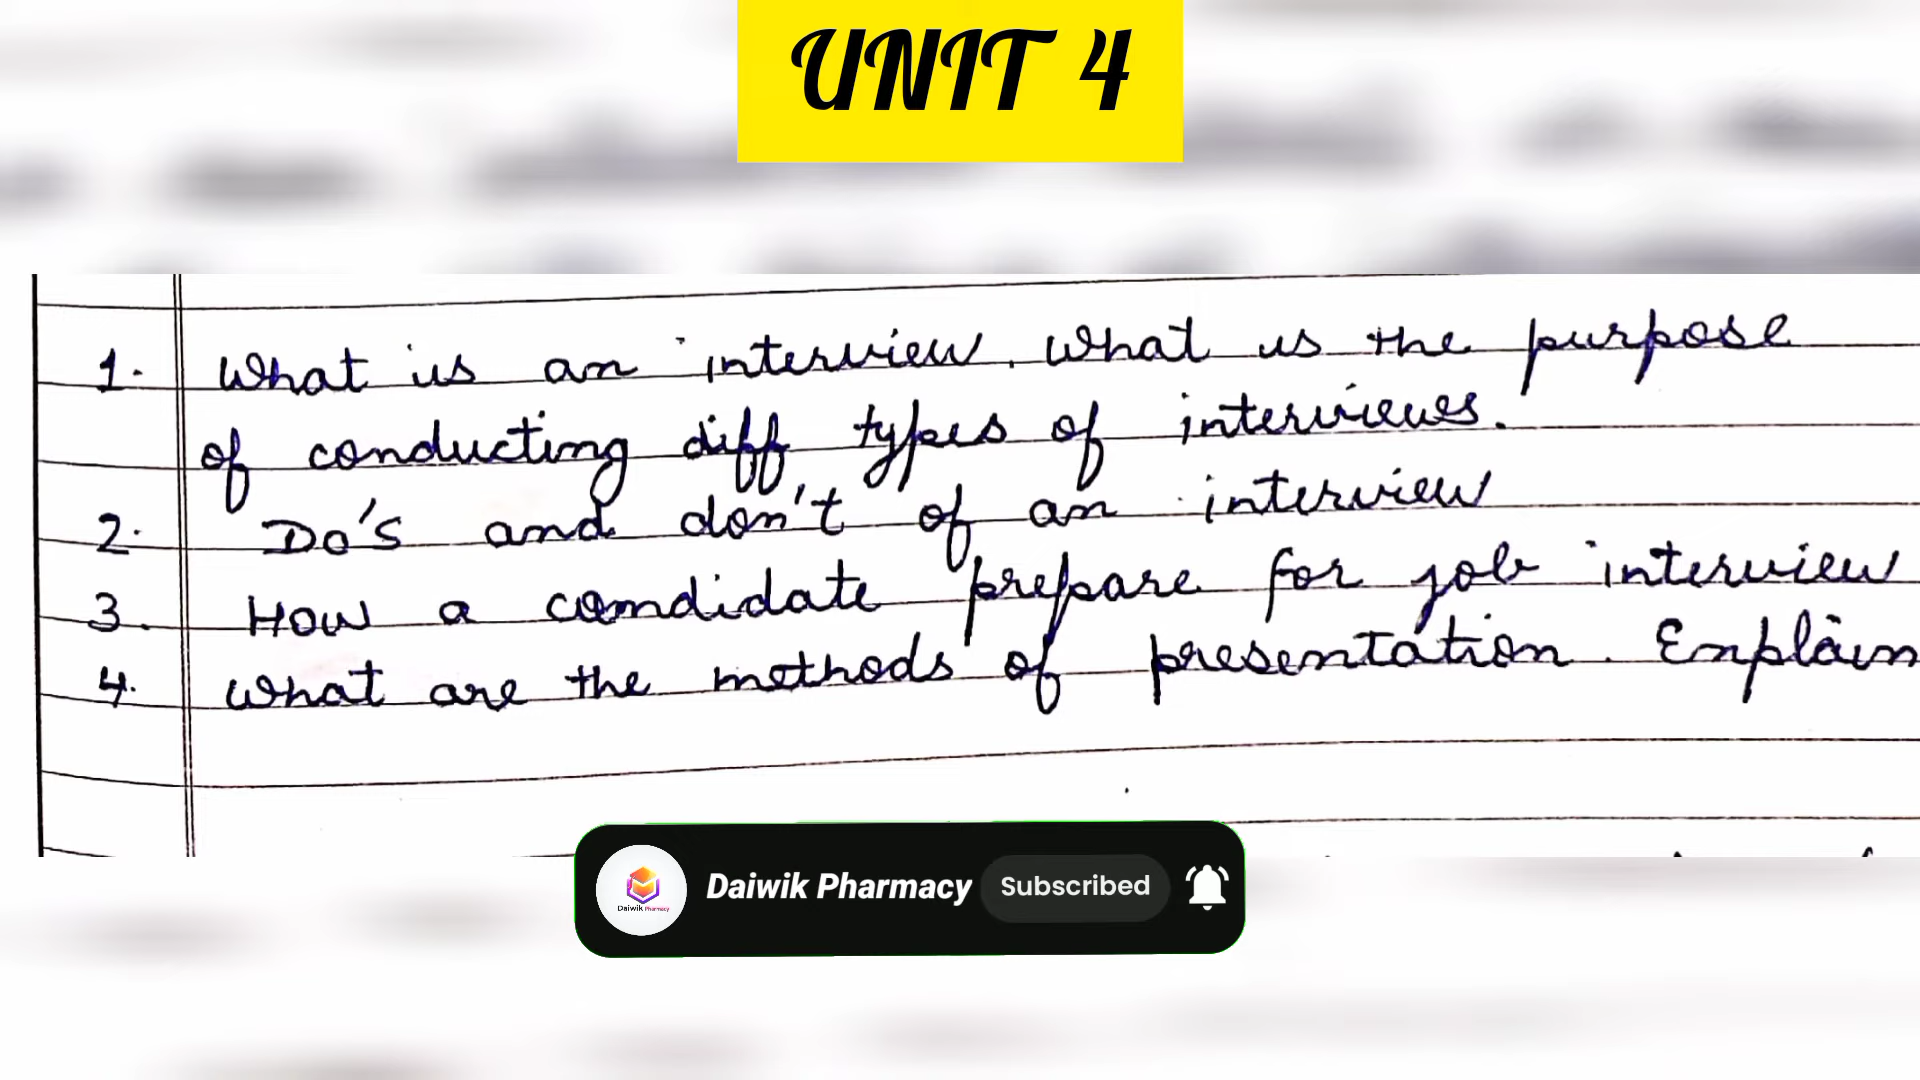 UNIT 4
1. What is an interview. What is the purpose
of conducting diff types of interviews.
2. Do's and don't of an interview
3. How a candidate prepare for job interview
4. What are the methods of presentation. Explain
Daiwik Pharmacy Subscribed
Daiwik Pharmacy